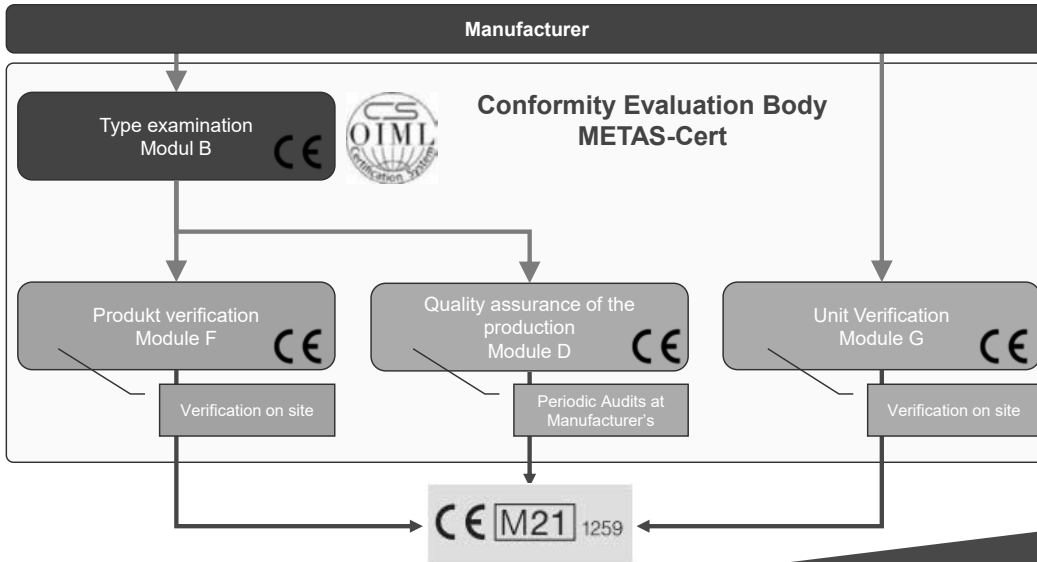 Manufacturer
Conformity Evaluation Body
METAS-Cert
Type examination
Modul B
CE
CS
OIML
Certification System
Produkt verification
Module F
CE
Verification on site
Quality assurance of the
production
Module D
CE
Periodic Audits at
Manufacturer's
Unit Verification
Module G
CE
Verification on site
CE M21 1259